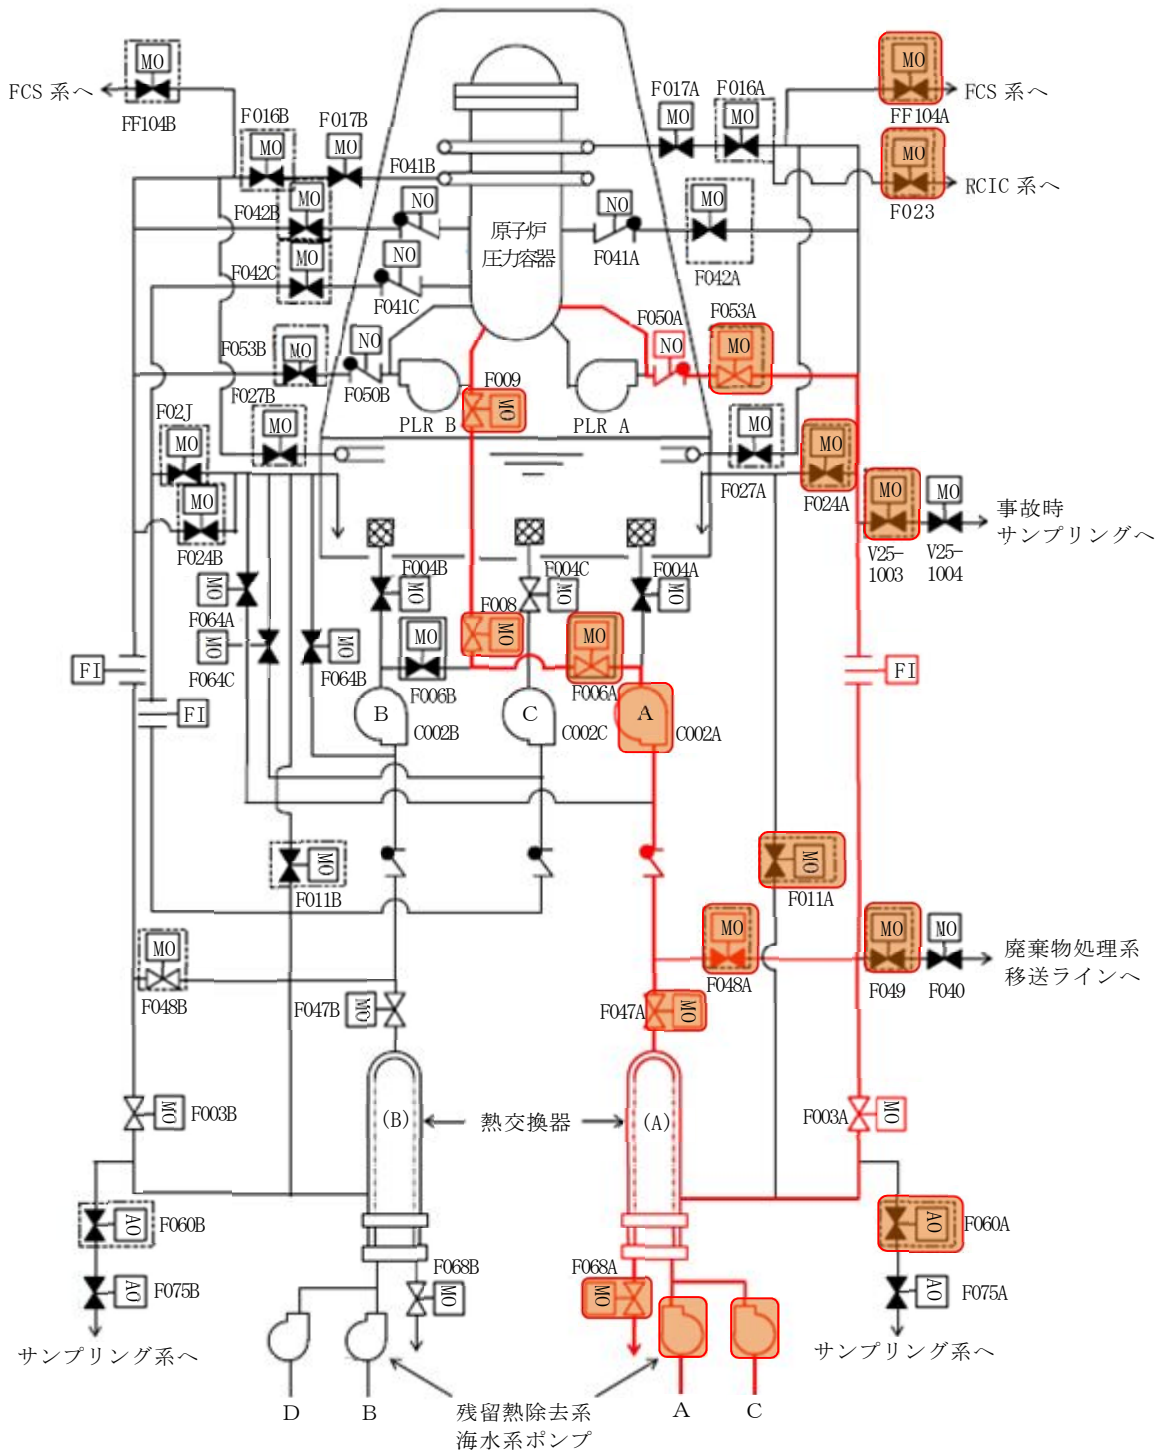 MO
MO
FCS 系へ
FF104B
F017A
F016A
FCS 系へ
FF104A
F016B
F017B
MO
MO
MO
MO
F041B
MO
RCIC 系へ
F023
MO
F042B
NO
原子炉
圧力容器
NO
MO
F041A
F042A
MO
F042C
NO
F041C
F050A
F053A
NO
MO
F053B
MO
NO
F050B
F027B
F009
MO
PLR B
PLR A
F02J
MO
MO
MO
F027A
MO
F024A
MO
F024B
MO
MO
V25-
1003
V25-
1004
事故時
サンプリングへ
F004B
MO
F004C
MO
F004A
MO
MO
F064A
MO
F064C
MO
F064B
MO
F006B
F008
MO
MO
F006A
FI
FI
FI
B
C002B
C
C002C
A
C002A
MO
F011B
MO
F011A
MO
F048B
MO
F048A
MO
F049
MO
F040
廃棄物処理系
移送ラインへ
F047B
MO
F047A
MO
MO
F003B
(B)
熱交換器
(A)
F003A
MO
AO
F060B
AO
F060A
AO
F075B
F068B
MO
F068A
MO
AO
F075A
サンプリング系へ
サンプリング系へ
D
B
残留熱除去系
海水系ポンプ
A
C